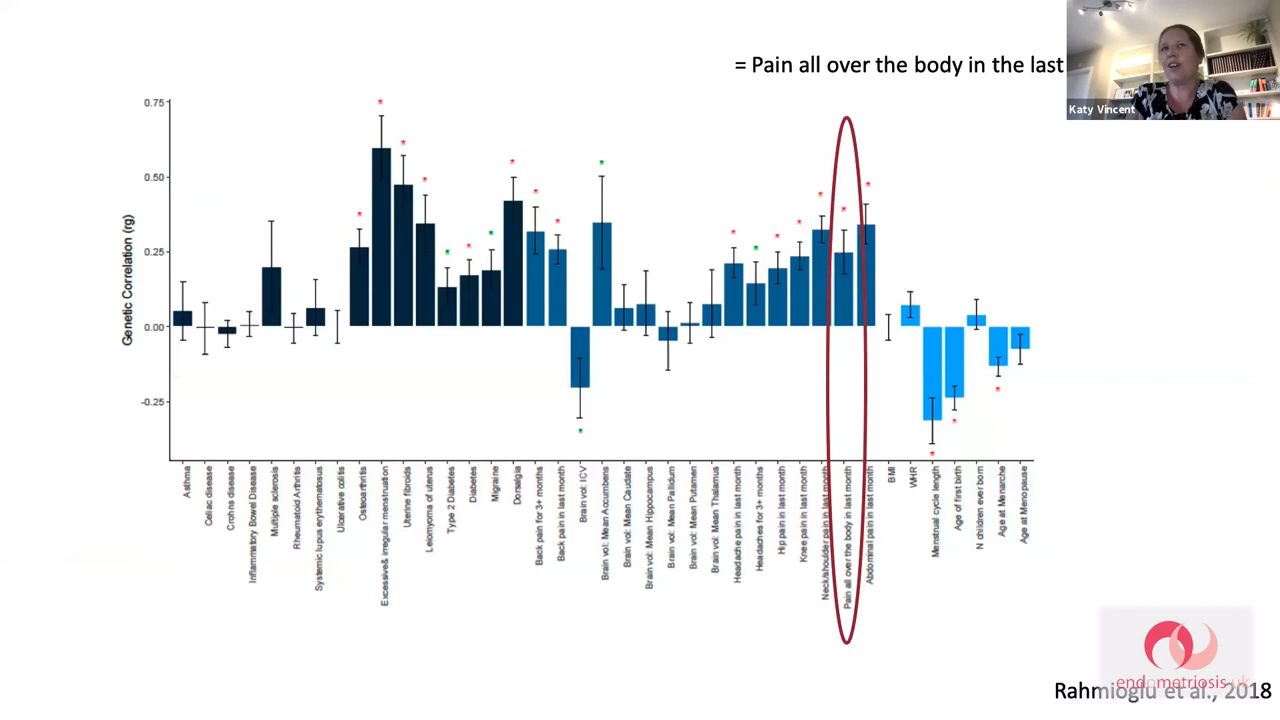 = Pain all over the body in the last
Katy Vincent
Genetic Correlation (rg)
0.75
0.50
0.25
0.00
-0.25
Asthma
Celiac disease
Crohns disease
Inflammatory Bowel Disease
Multiple sclerosis
Rheumatoid Arthritis
Systemic lupus erythematosus
Ulcerative colitis
Osteoarthritis
Excessive& irregular menstruation
Uterine fibroids
Leiomyoma of uterus
Type 2 Diabetes
Diabetes
Migraine
Dorsalgia
Back pain for 3+ months
Back pain in last month
Brain vol: ICV
Brain vol: Mean Accumbens
Brain vol: Mean Caudate
Brain vol: Mean Hippocampus
Brain vol: Mean Pallidum
Brain vol: Mean Putamen
Brain vol: Mean Thalamus
Headache pain in last month
Headaches for 3+ months
Hip pain in last month
Knee pain in last month
Neck/shoulder pain in last month
Pain all over the body in last month
Abdominal pain in last month
BMI
WHR
Menstrual cycle length
Age of first birth
N children ever born
Age at Menarche
Age at Menopause
endometriosis uk
Rahmioglu et al., 2018